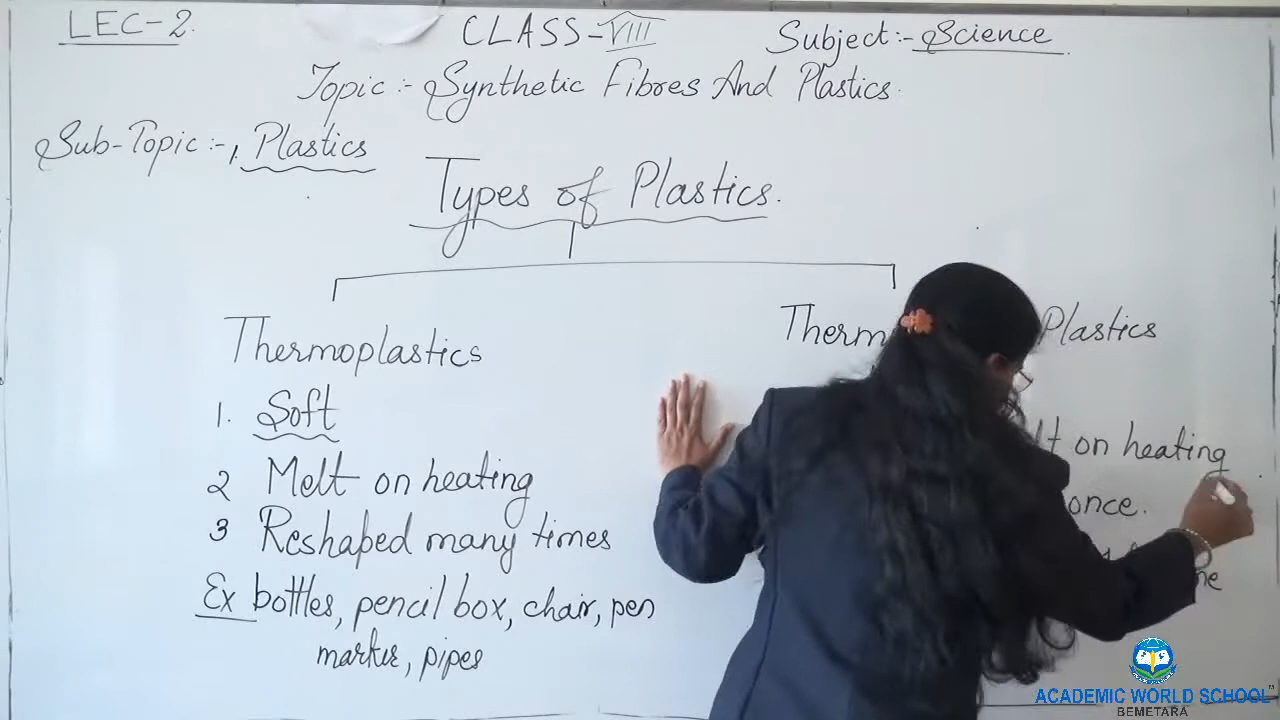 LEC-2.
CLASS-VIII
Subject:- Science
Topic:- Synthetic Fibres And Plastics.
Sub-Topic:- 1. Plastics
Types of Plastics.
Thermoplastics
1. Soft
2 Melt on heating
3 Reshaped many times
Ex bottles, pencil box, chair, pen
marker, pipes
Therm Plastics
on heating
once.
ACADEMIC WORLD SCHOOL™
BEMETARA